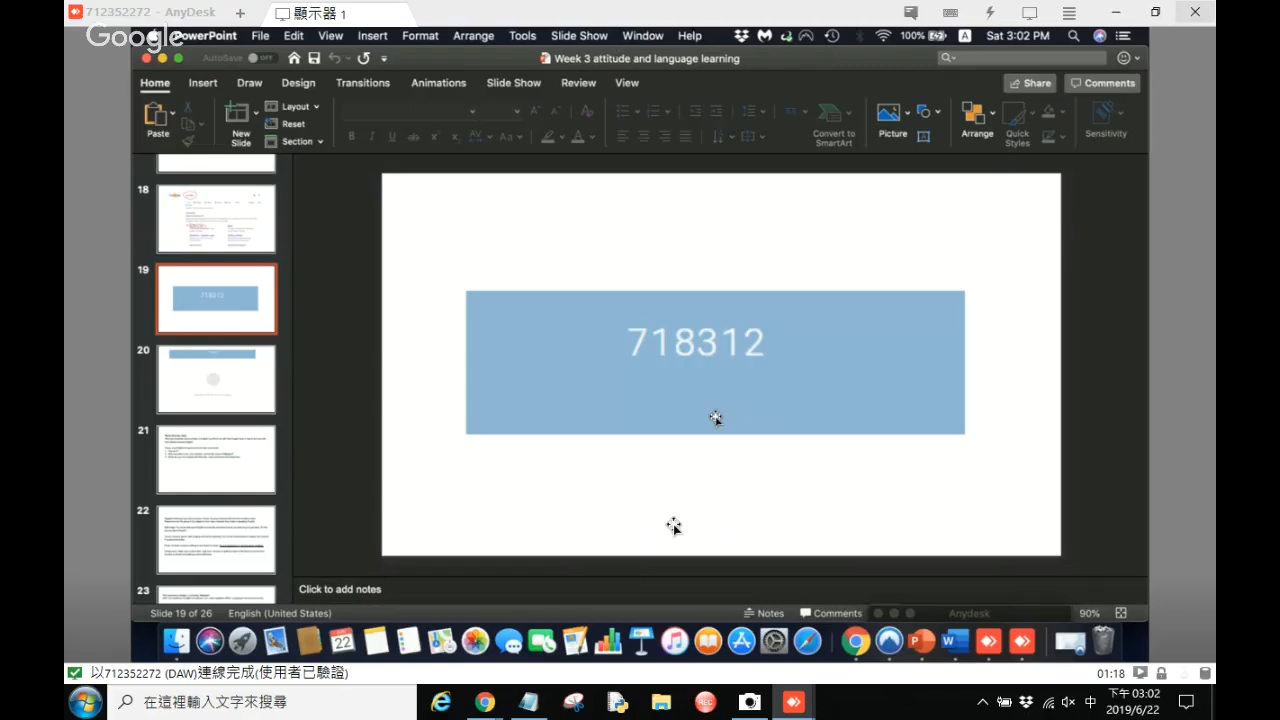 712352272 - AnyDesk
顯示器 1
Google
PowerPoint File Edit View Insert Format Arrange Tools Slide Show Window Help
100% A Sat 3:02 PM
AutoSave OFF
Week 3 attitude and language learning
Home Insert Draw Design Transitions Animations Slide Show Review View
Share Comments
Paste
New Slide
Layout
Reset
Section
Convert to SmartArt
Picture
Arrange
Quick Styles
Sensitivity
18
19
718312
20
21
22
23
718312
Click to add notes
Slide 19 of 26 English (United States)
Notes Comments Anydesk 90%
22
以712352272 (DAW)連線完成(使用者已驗證)
01:18
在這裡輸入文字來搜尋
REC
中
下午 03:02
2019/6/22